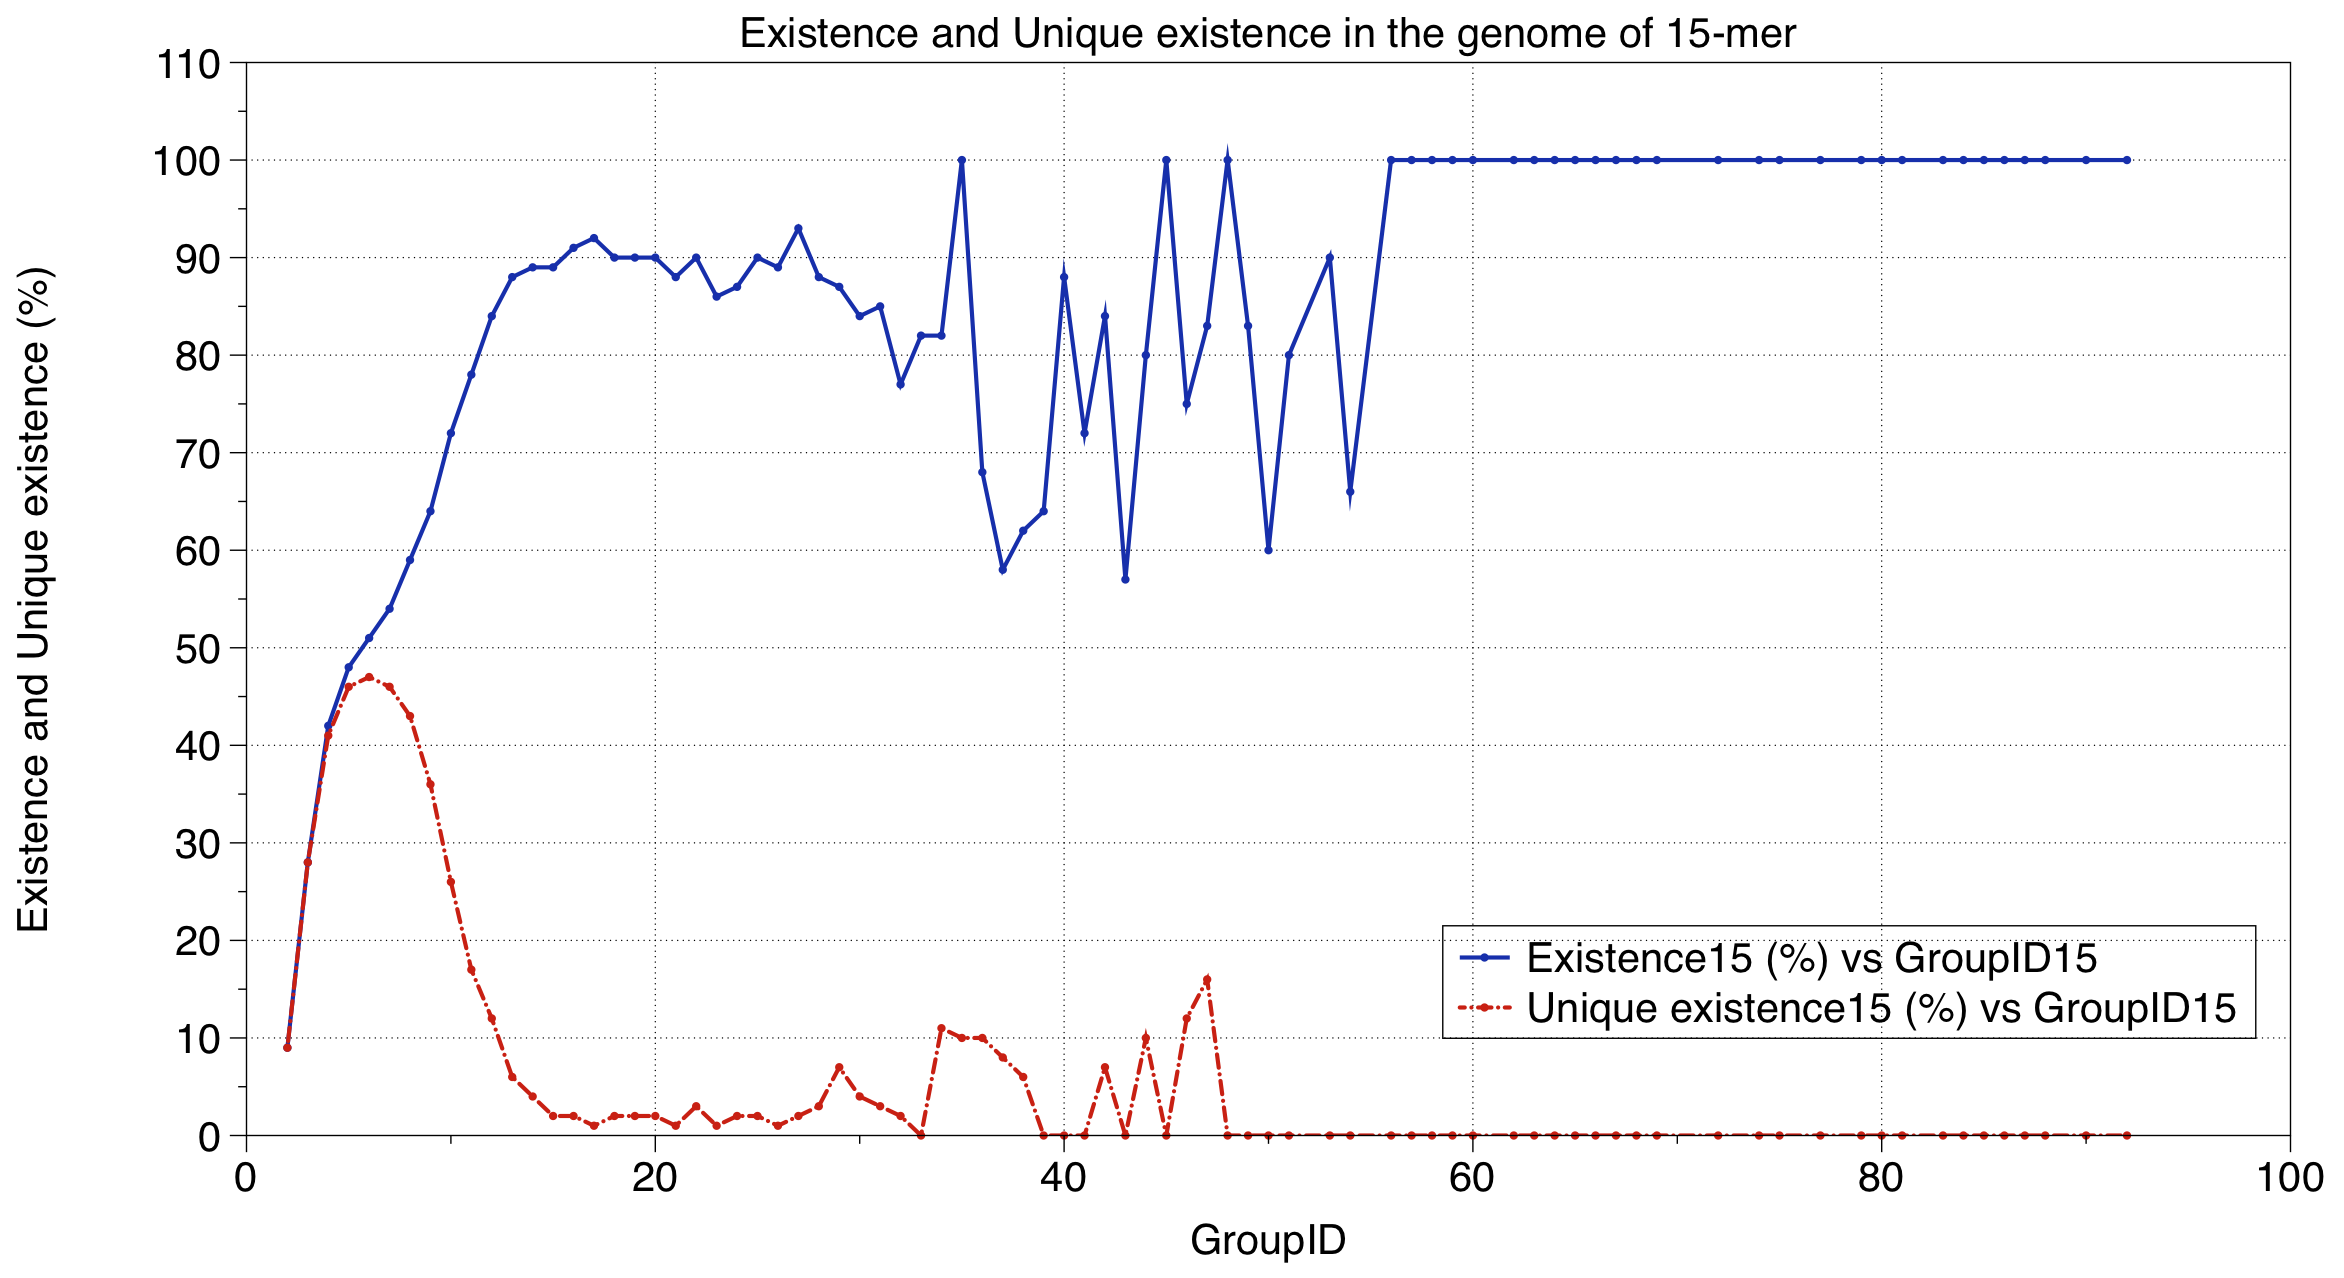 Existence and Unique existence in the genome of 15-mer
Existence and Unique existence (%)
110
100
90
80
70
60
50
40
30
20
10
0
Existence15 (%) vs GroupID15
Unique existence15 (%) vs GroupID15
0 20 40 60 80 100
GroupID